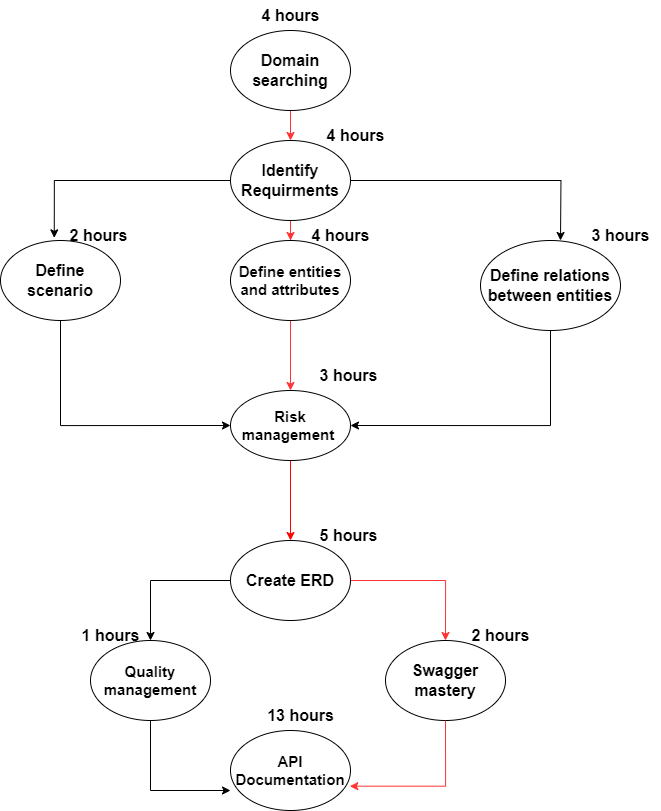 4 hours
Domain
searching
4 hours
Identify
Requirments
2 hours
4 hours
3 hours
Define
scenario
Define entities
and attributes
Define relations
between entities
3 hours
Risk
management
5 hours
Create ERD
1 hours
2 hours
Quality
management
Swagger
mastery
13 hours
API
Documentation